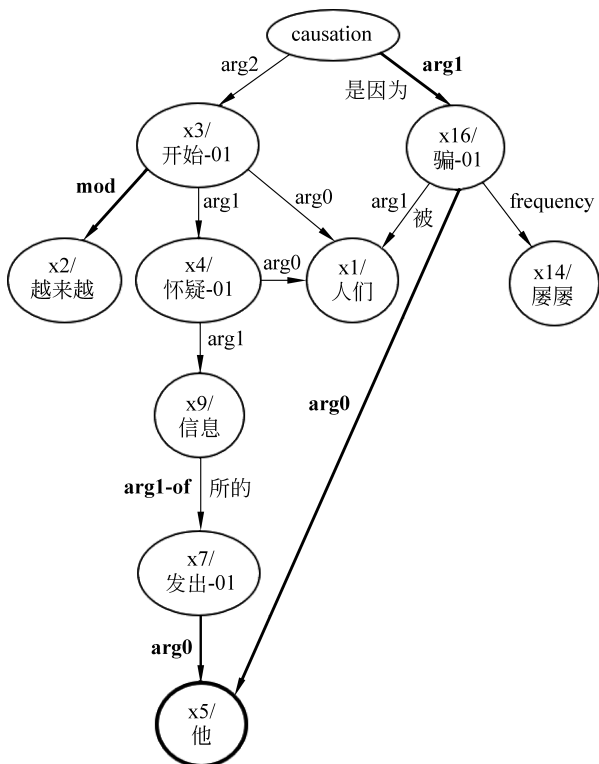 causation
arg2
arg1
是因为
x3/
开始-01
x16/
骗-01
mod
arg1
arg0
arg1
被
frequency
x2/
越来越
x4/
怀疑-01
arg0
x1/
人们
x14/
屡屡
arg1
x9/
信息
arg0
arg1-of
所的
x7/
发出-01
arg0
x5/
他